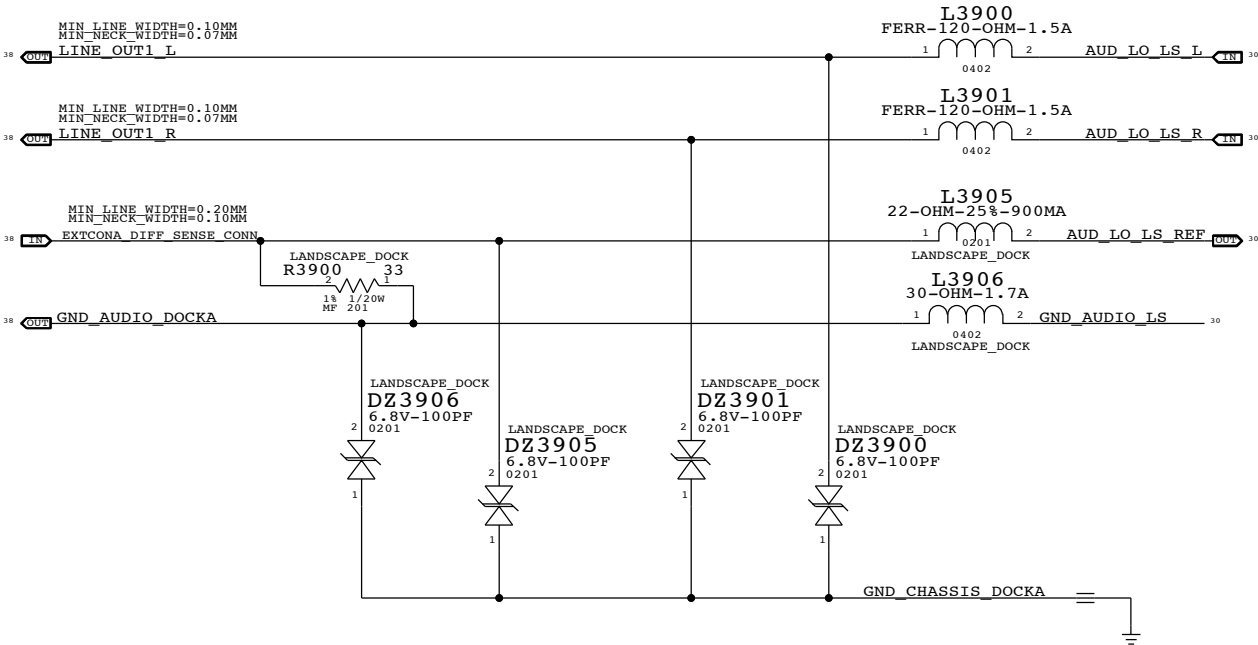 L3900
FERR-120-OHM-1.5A
MIN_LINE_WIDTH=0.10MM
MIN_NECK_WIDTH=0.07MM
38 OUT LINE_OUT1_L 1 2 AUD_LO_LS_L IN 30
0402
L3901
FERR-120-OHM-1.5A
MIN_LINE_WIDTH=0.10MM
MIN_NECK_WIDTH=0.07MM
38 OUT LINE_OUT1_R 1 2 AUD_LO_LS_R IN 30
0402
L3905
22-OHM-25%-900MA
MIN_LINE_WIDTH=0.20MM
MIN_NECK_WIDTH=0.10MM
38 IN EXTCONA_DIFF_SENSE_CONN 1 2 AUD_LO_LS_REF OUT 30
0201
LANDSCAPE_DOCK
LANDSCAPE_DOCK
R3900 33
2 1
1% 1/20W
MF 201
L3906
30-OHM-1.7A
38 OUT GND_AUDIO_DOCKA 1 2 GND_AUDIO_LS 30
0402
LANDSCAPE_DOCK
LANDSCAPE_DOCK
DZ3906
6.8V-100PF
2 0201
1
LANDSCAPE_DOCK
DZ3905
6.8V-100PF
2 0201
1
LANDSCAPE_DOCK
DZ3901
6.8V-100PF
2 0201
1
LANDSCAPE_DOCK
DZ3900
6.8V-100PF
2 0201
1
GND_CHASSIS_DOCKA